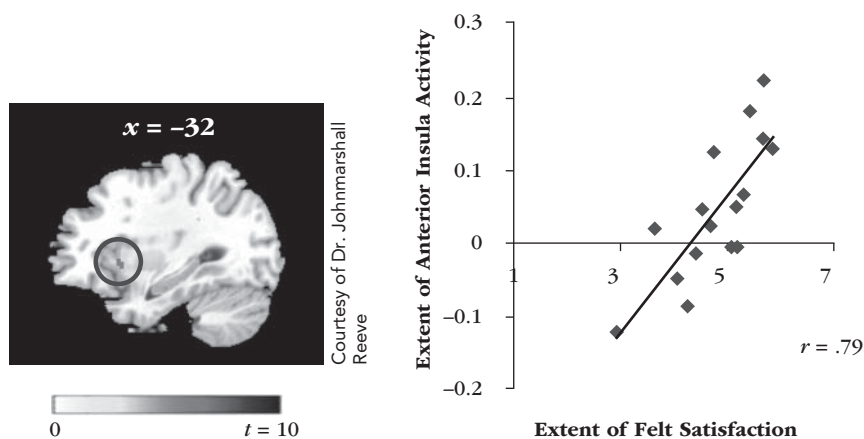 x = –32
Courtesy of Dr. Johnmarshall
Reeve
0
t = 10
Extent of Anterior Insula Activity
0.3
0.2
0.1
0
–0.1
–0.2
1
3
5
7
r = .79
Extent of Felt Satisfaction